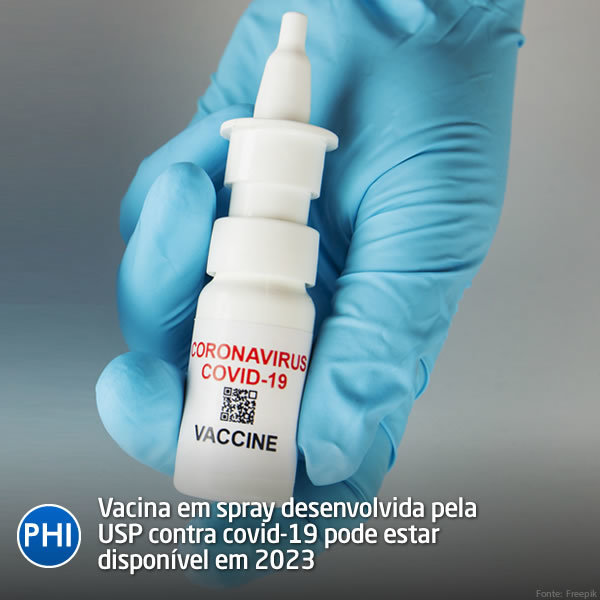 CORONAVIRUS
COVID-19
VACCINE
PHI
Vacina em spray desenvolvida pela
USP contra covid-19 pode estar
disponível em 2023
Fonte: Freepik